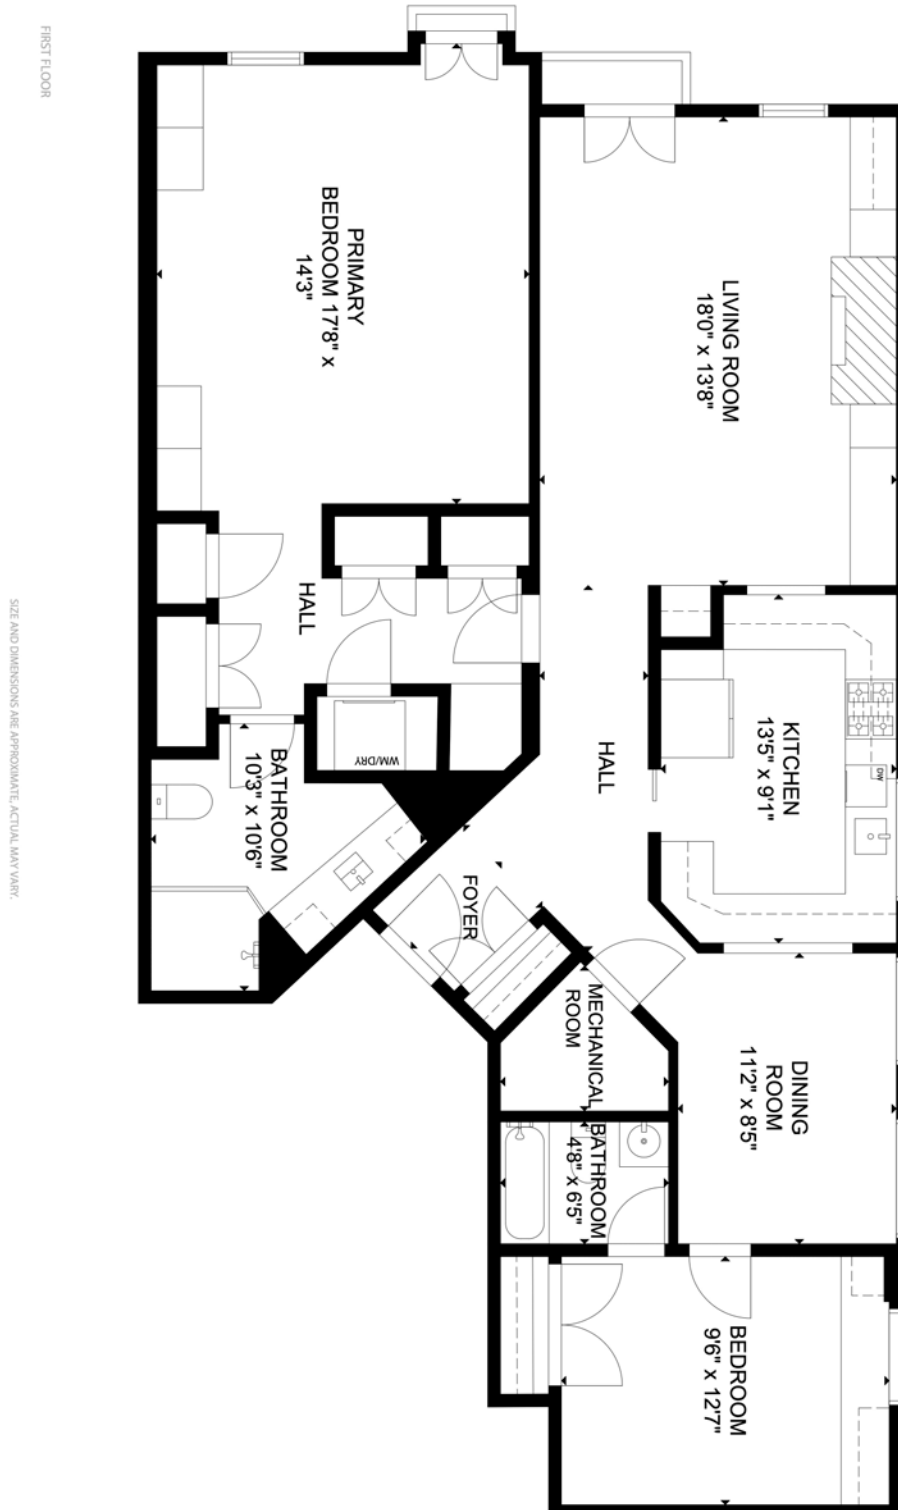 FIRST FLOOR
PRIMARY
BEDROOM 17'8" x
14'3"
LIVING ROOM
18'0" x 13'8"
HALL
KITCHEN
13'5" x 9'1"
DW
HALL
WM/DRY
BATHROOM
10'3" x 10'6"
FOYER
MECHANICAL
ROOM
DINING
ROOM
11'2" x 8'5"
BATHROOM
4'8" x 6'5"
BEDROOM
9'6" x 12'7"
SIZE AND DIMENSIONS ARE APPROXIMATE, ACTUAL MAY VARY.